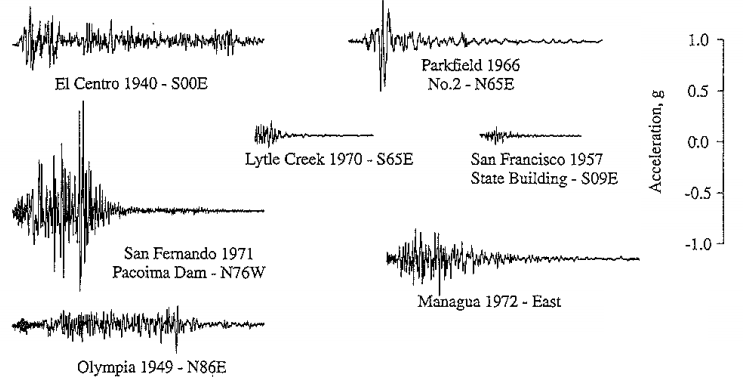 El Centro 1940 - S00E
Parkfield 1966
No.2 - N65E
Lytle Creek 1970 - S65E
San Francisco 1957
State Building - S09E
San Fernando 1971
Pacoima Dam - N76W
Managua 1972 - East
Olympia 1949 - N86E
Acceleration, g
1.0
0.5
0.0
-0.5
-1.0